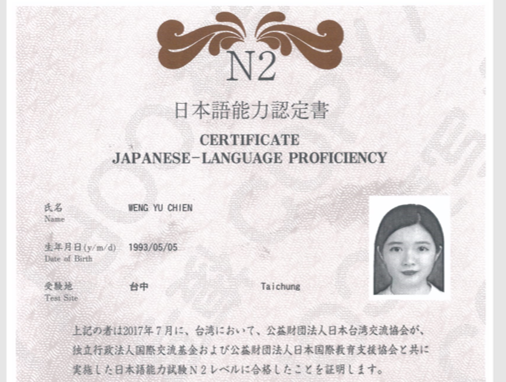 N2
日本語能力認定書
CERTIFICATE
JAPANESE-LANGUAGE PROFICIENCY
氏名 WENG YU CHIEN
Name
生年月日(y/m/d) 1993/05/05
Date of Birth
受験地 台中 Taichung
Test Site
上記の者は2017年7月に、台湾において、公益財団法人日本台湾交流協会が、
独立行政法人国際交流基金および公益財団法人日本国際教育支援協会と共に
実施した日本語能力試験N2レベルに合格したことを証明します。